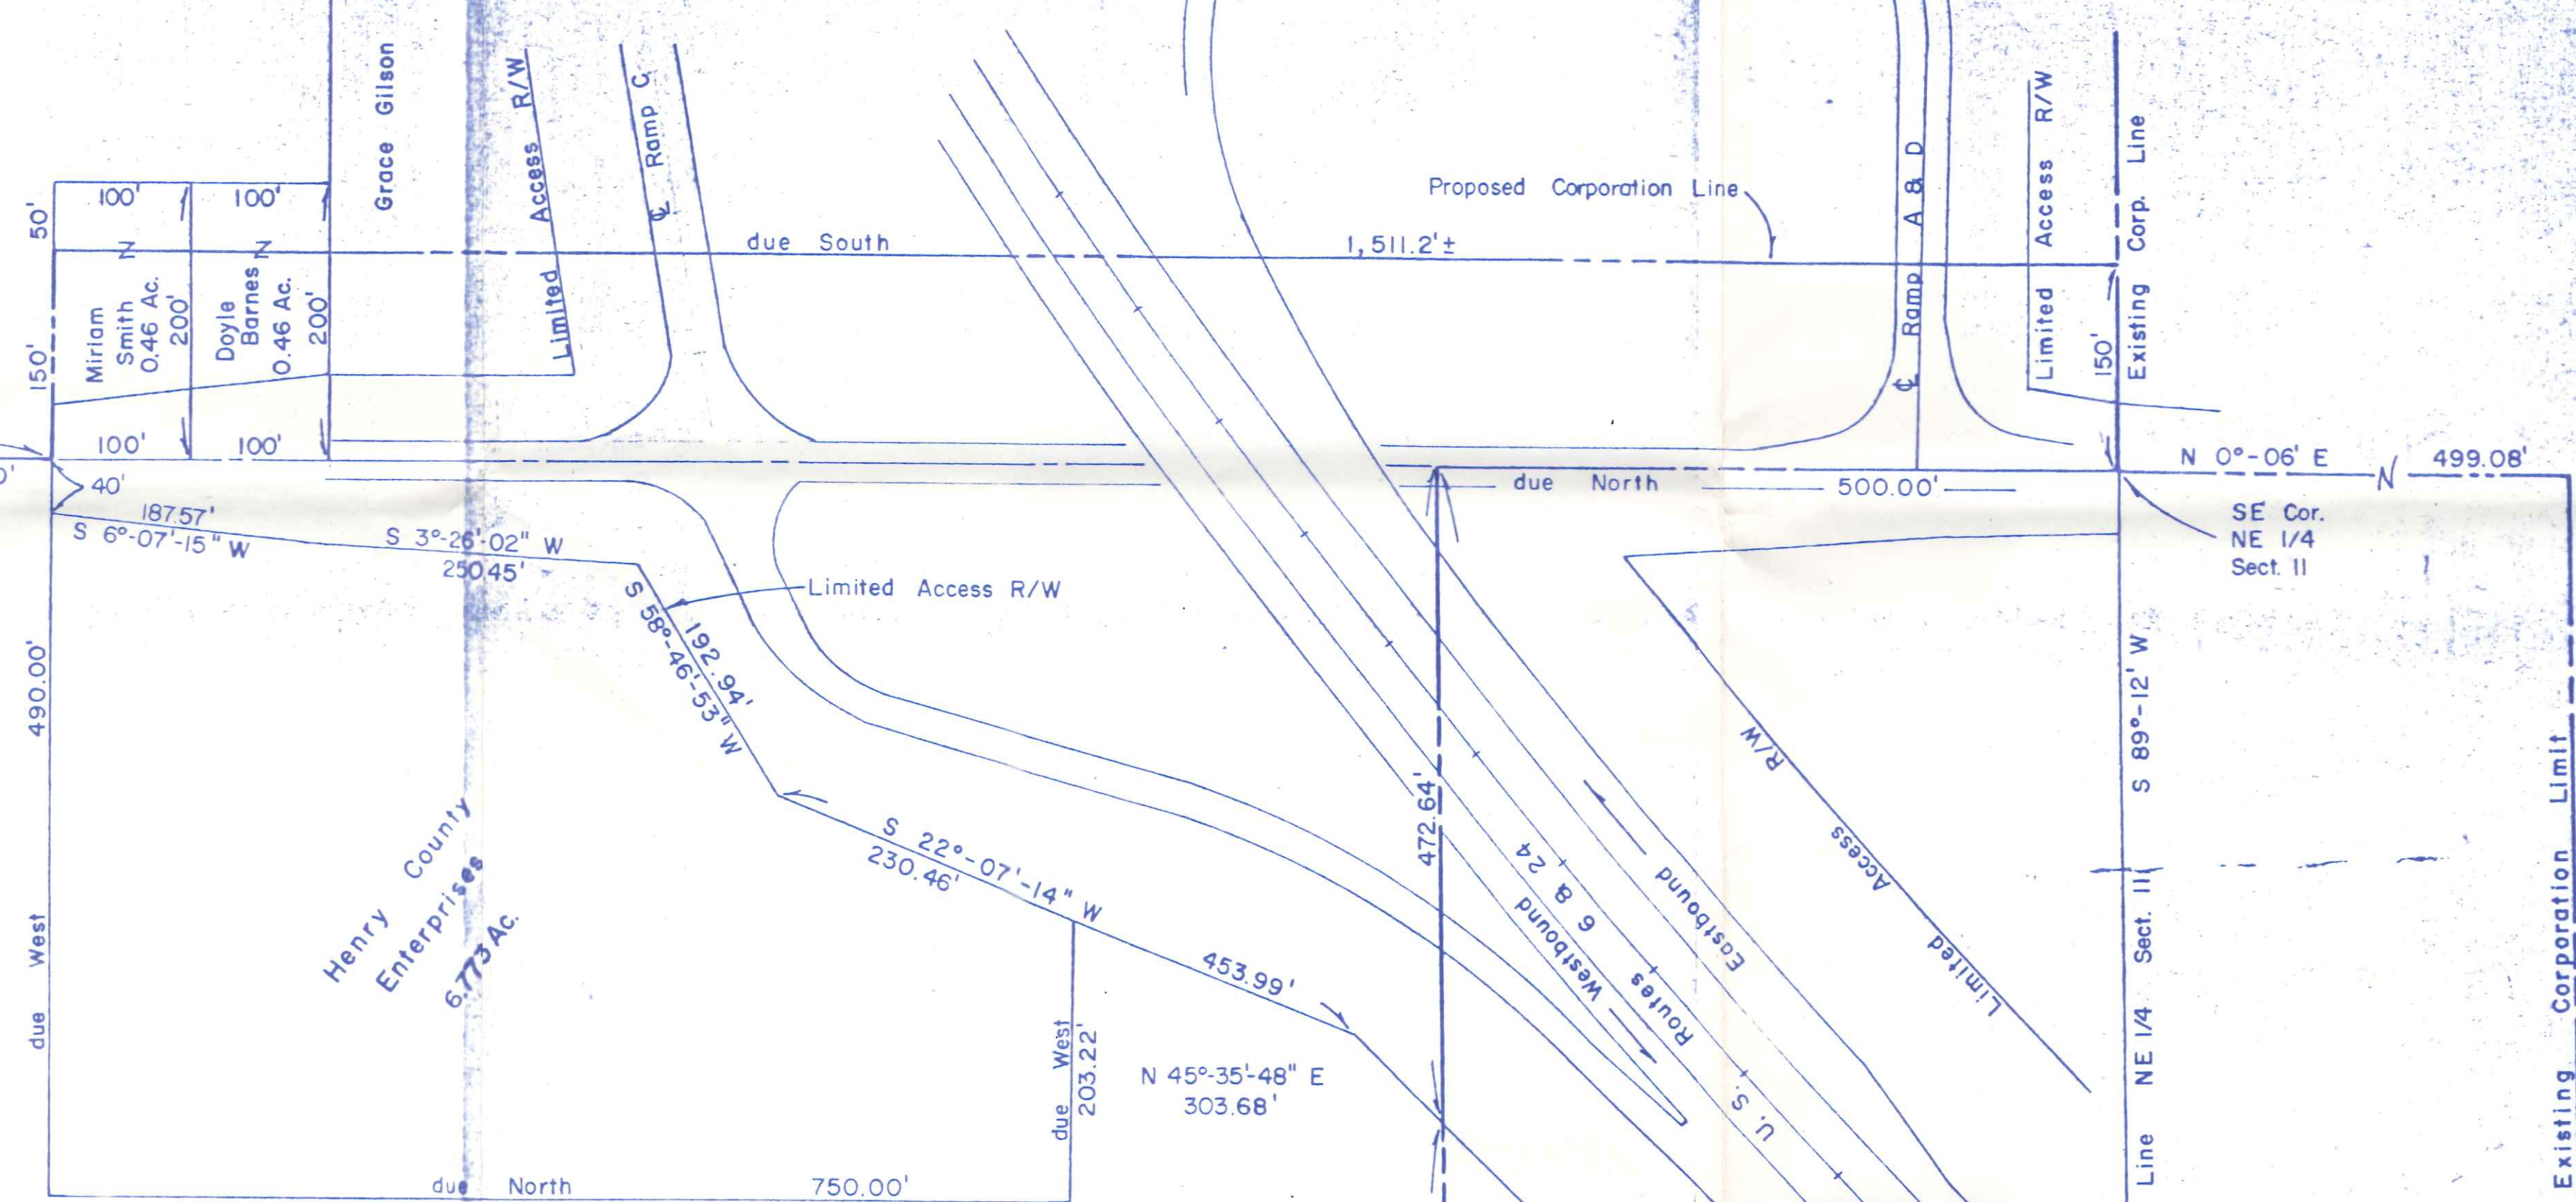 Grace Gilson
Limited Access R/W
℄ Ramp C
Proposed Corporation Line
℄ Ramp A & D
Limited Access R/W
Existing Corp. Line
50'
100'
100'
due South
1,511.2'±
150'
Miriam
Smith
0.46 Ac.
200'
Doyle
Barnes
0.46 Ac.
200'
150'
100'
100'
0'
40'
N 0°-06' E
499.08'
due North
500.00'
187.57'
S 6°-07'-15" W
S 3°-26'-02" W
250.45'
SE Cor.
NE 1/4
Sect. 11
Limited Access R/W
192.94'
S 58°-46'-53" W
490.00'
due West
S 22°-07'-14" W
230.46'
472.64'
R/W
Access
Limited
Eastbound
Westbound
U. S. Routes 6 & 24
Henry County
Enterprises
6.773 Ac.
453.99'
due West
203.22'
N 45°-35'-48" E
303.68'
due North
750.00'
Line NE 1/4 Sect. 11 S 89°-12' W
Existing Corporation Limit